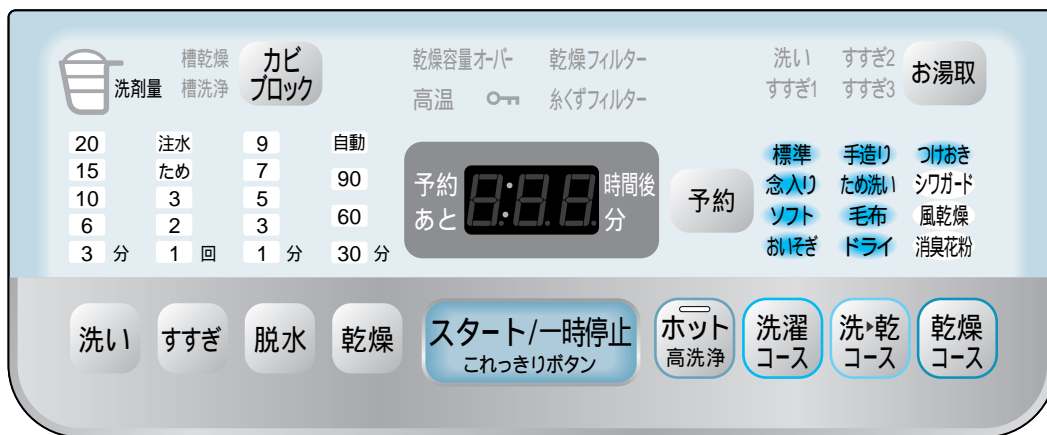 洗剤量
槽乾燥
槽洗浄
カビ
ブロック
乾燥容量オーバー
乾燥フィルター
高温
糸くずフィルター
洗い
すすぎ2
すすぎ1
すすぎ3
お湯取
20
15
10
6
3 分
注水
ため
3
2
1 回
9
7
5
3
1 分
自動
90
60
30 分
予約
時間後
あと
8:88
分
予約
標準
手造り
つけおき
念入り
ため洗い
シワガード
ソフト
毛布
風乾燥
おいそぎ
ドライ
消臭花粉
洗い
すすぎ
脱水
乾燥
スタート/一時停止
これっきりボタン
ホット
高洗浄
洗濯
コース
洗▸乾
コース
乾燥
コース